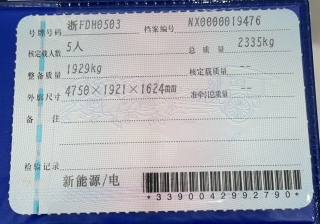 号牌号码 浙FDH0503 档案编号 NX0000019476
核定载人数 5人 总质量 2335kg
整备质量 1929kg 核定载质量 --
外廓尺寸 4750×1921×1624 准牵引总质量 --
备注
检验记录
新能源/电
*3390042992790*